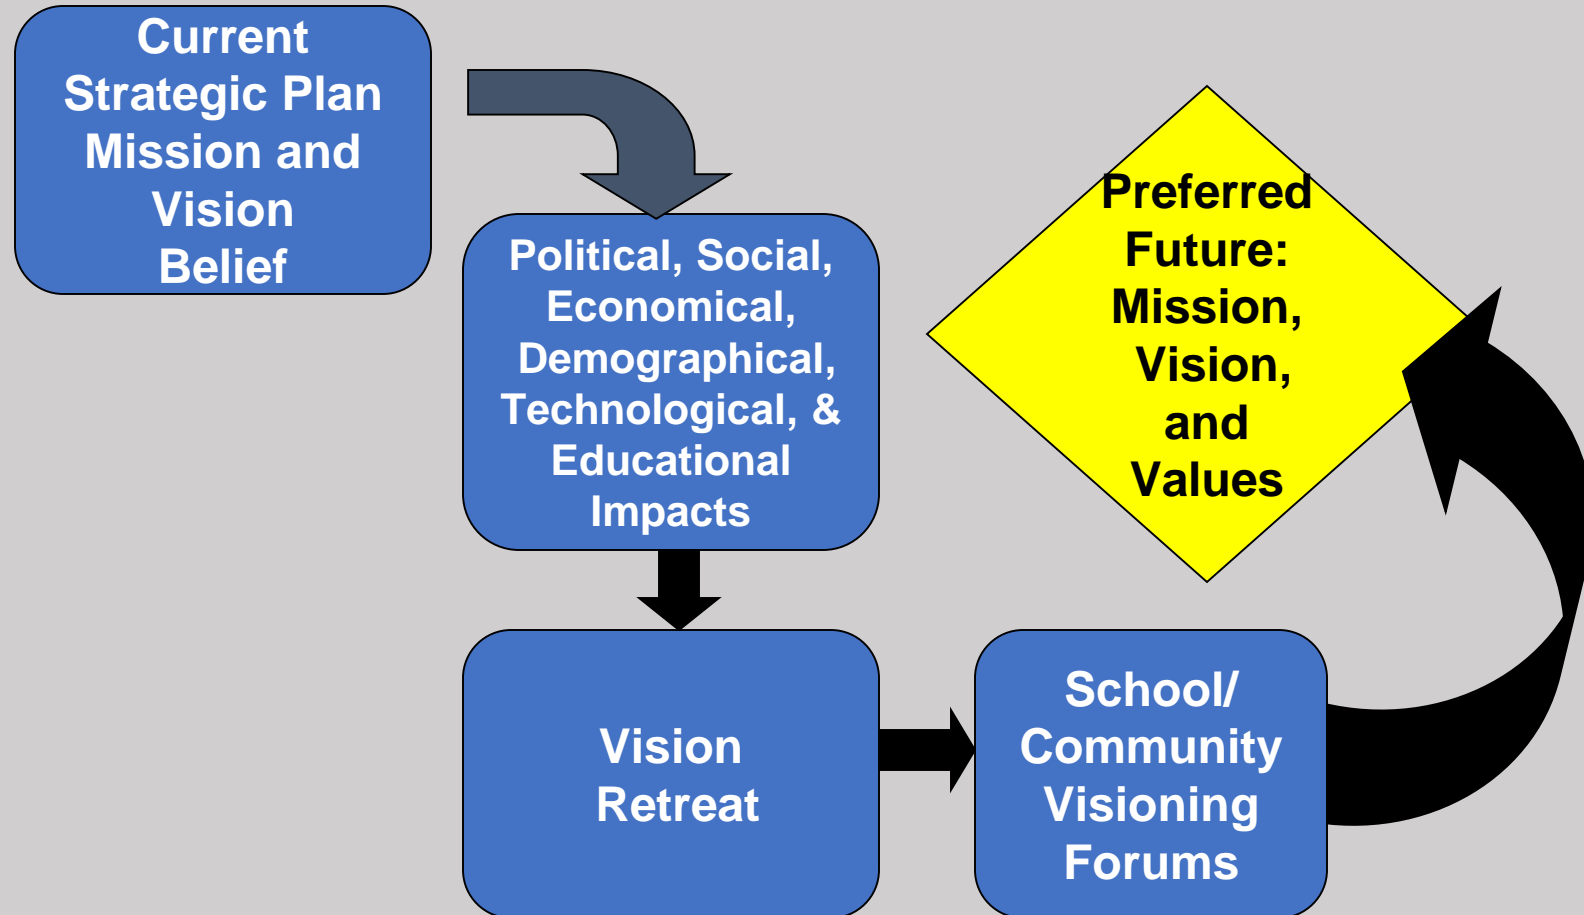 Current
Strategic Plan
Mission and
Vision
Belief
Political, Social,
Economical,
Demographical,
Technological, &
Educational
Impacts
Vision
Retreat
School/
Community
Visioning
Forums
Preferred
Future:
Mission,
Vision,
and
Values